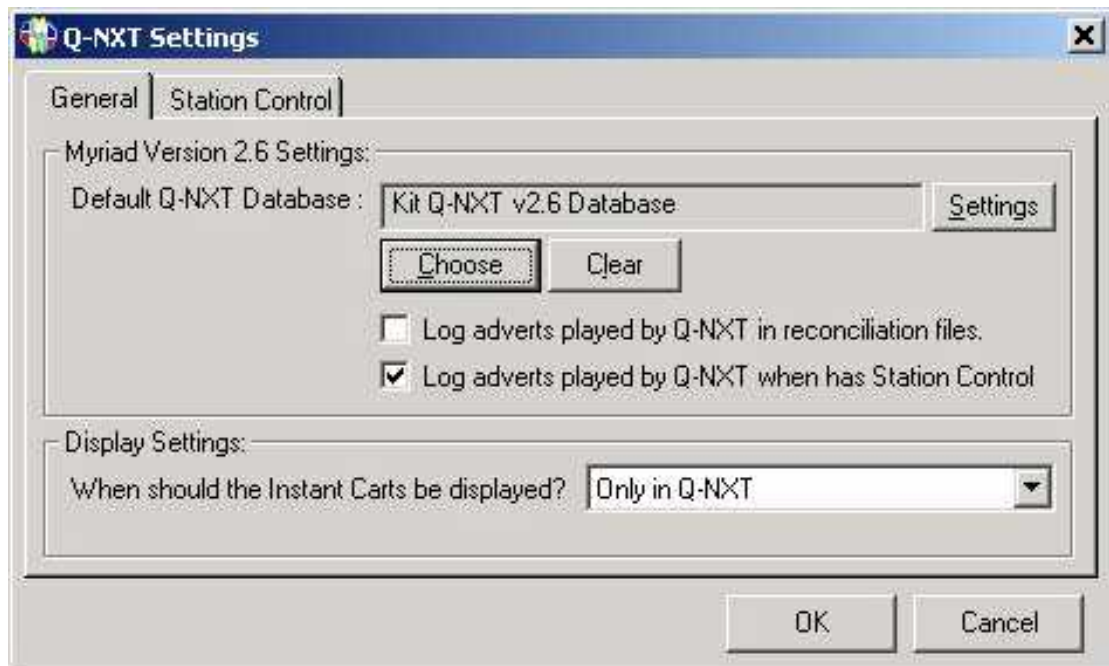 Q-NXT Settings
General Station Control
Myriad Version 2.6 Settings:
Default Q-NXT Database : Kit Q-NXT v2.6 Database Settings
Choose Clear
Log adverts played by Q-NXT in reconciliation files.
Log adverts played by Q-NXT when has Station Control
Display Settings:
When should the Instant Carts be displayed? Only in Q-NXT
OK Cancel